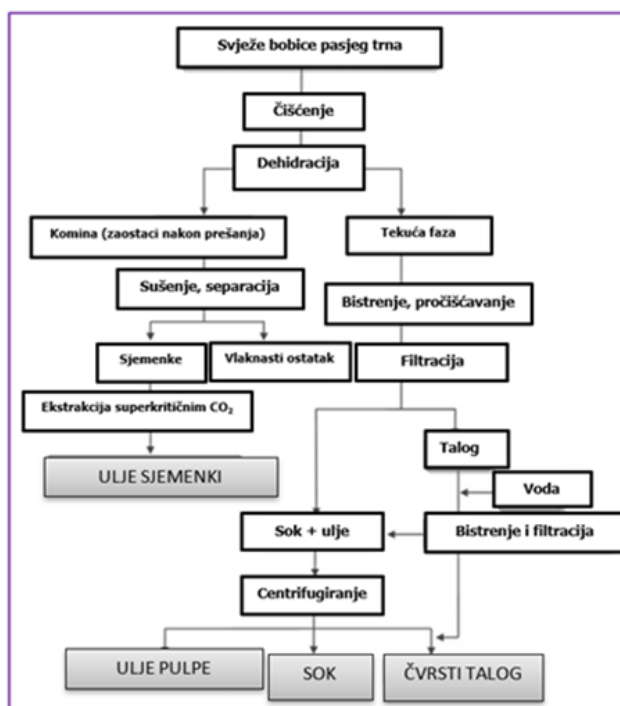 Svježe bobice pasjeg trna
Čišćenje
Dehidracija
Komina (zaostaci nakon prešanja)
Tekuća faza
Sušenje, separacija
Bistrenje, pročišćavanje
Sjemenke
Vlaknasti ostatak
Filtracija
Ekstrakcija superkritičnim CO₂
Talog
ULJE SJEMENKI
Voda
Sok + ulje
Bistrenje i filtracija
Centrifugiranje
ULJE PULPE
SOK
ČVRSTI TALOG